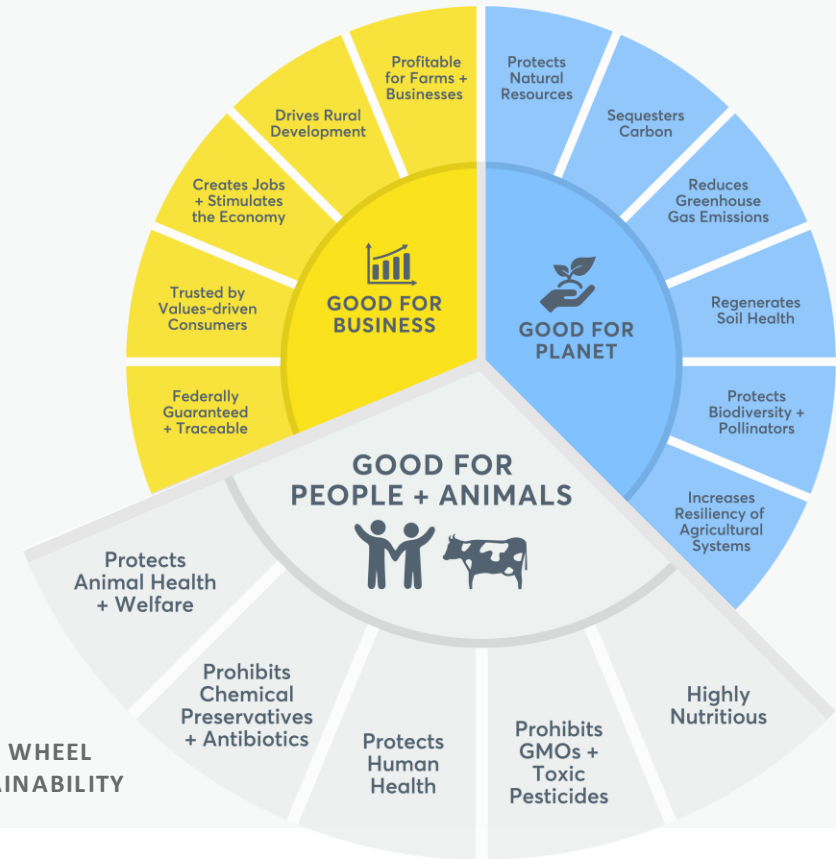 Profitable
for Farms +
Businesses
Drives Rural
Development
Creates Jobs
+ Stimulates
the Economy
Trusted by
Values-driven
Consumers
Federally
Guaranteed
+ Traceable
GOOD FOR
BUSINESS
Protects
Natural
Resources
Sequesters
Carbon
Reduces
Greenhouse
Gas Emissions
Regenerates
Soil Health
Protects
Biodiversity +
Pollinators
Increases
Resiliency of
Agricultural
Systems
GOOD FOR
PLANET
GOOD FOR
PEOPLE + ANIMALS
Protects
Animal Health
+ Welfare
Prohibits
Chemical
Preservatives
+ Antibiotics
Protects
Human
Health
Prohibits
GMOs +
Toxic
Pesticides
Highly
Nutritious
WHEEL
AINABILITY